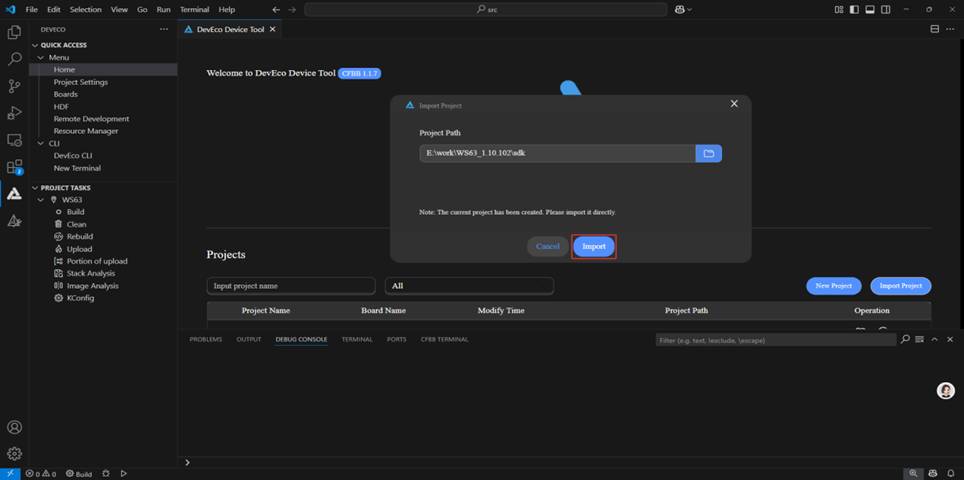 File Edit Selection View Go Run Terminal Help
src
DEVECO
DevEco Device Tool
QUICK ACCESS
Menu
Home
Project Settings
Boards
HDF
Remote Development
Resource Manager
CLI
DevEco CLI
New Terminal
PROJECT TASKS
WS63
Build
Clean
Rebuild
Upload
Portion of upload
Stack Analysis
Image Analysis
KConfig
2
Welcome to DevEco Device Tool CFBB 1.1.7
Import Project
Project Path
E:\work\WS63_1.10.102\sdk
Note: The current project has been created. Please import it directly.
Cancel Import
Projects
Input project name All New Project Import Project
Project Name Board Name Modify Time Project Path Operation
PROBLEMS OUTPUT DEBUG CONSOLE TERMINAL PORTS CFBB TERMINAL
Filter (e.g. text, !exclude, \escape)
0 0 Build